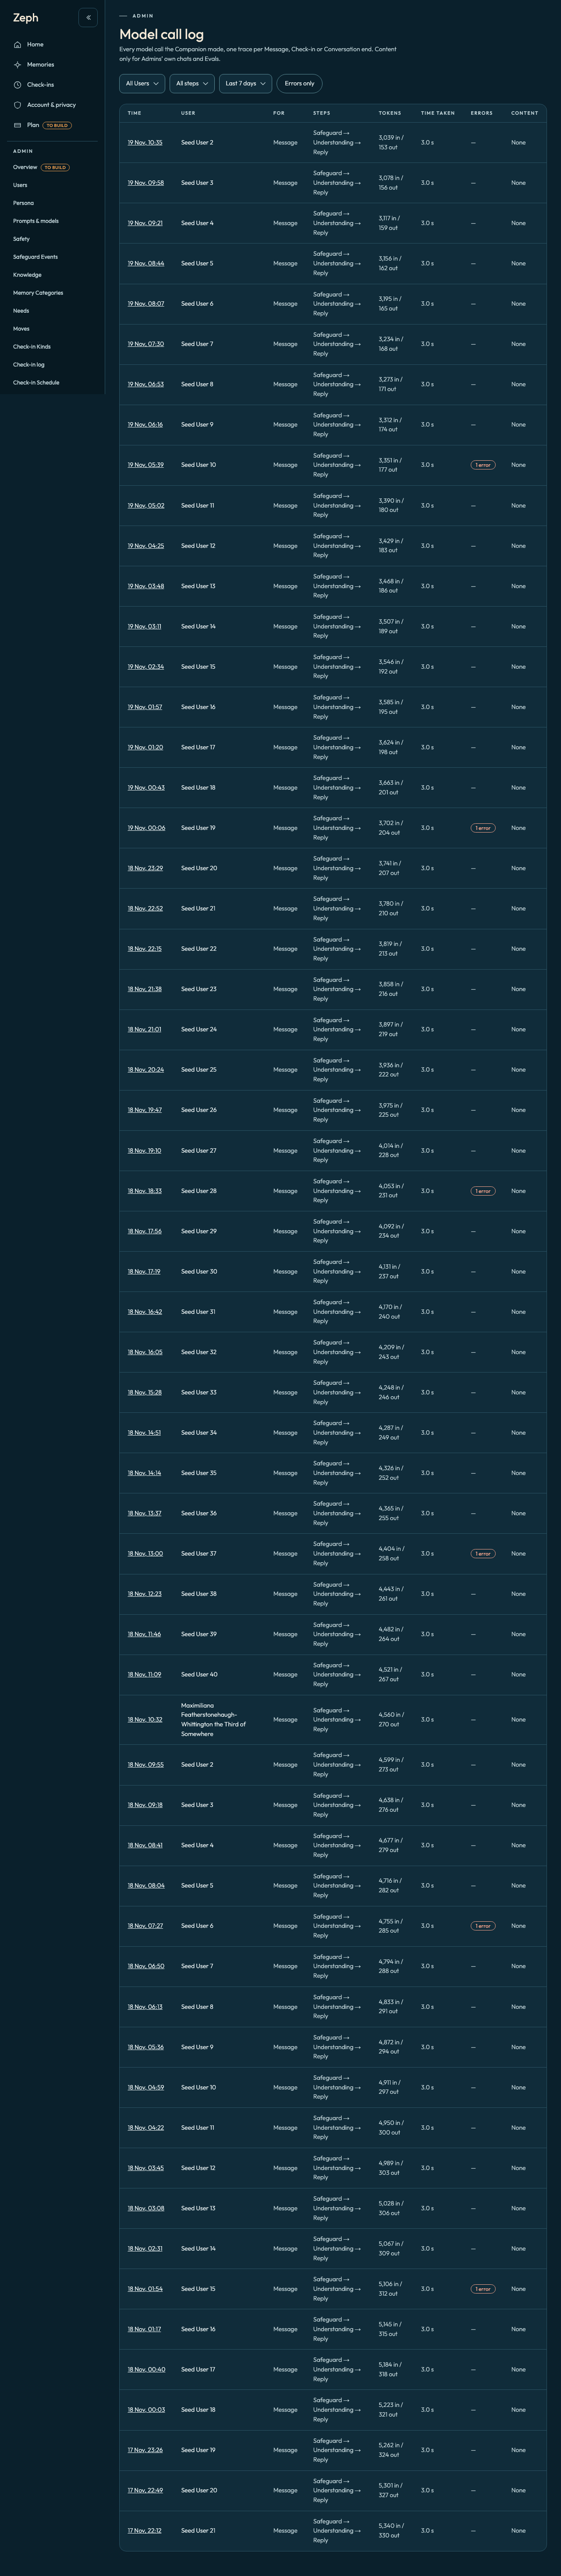 Zeph
Home
Memories
Check-ins
Account & privacy
Plan TO BUILD
ADMIN
Overview TO BUILD
Users
Persona
Prompts & models
Safety
Safeguard Events
Knowledge
Memory Categories
Needs
Moves
Check-in Kinds
Check-in log
Check-in Schedule
ADMIN
Model call log
Every model call the Companion mode, one trace per Message, Check-in or Conversation end. Content
only for Admins' own chats and Evals.
All Users All steps Last 7 days Errors only
TIME USER FOR STEPS TOKENS TIME TAKEN ERRORS CONTENT
19 Nov, 10:35 Seed User 2 Message Safeguard → Understanding → Reply 3,039 in / 153 out 3.0 s — None
19 Nov, 09:58 Seed User 3 Message Safeguard → Understanding → Reply 3,078 in / 156 out 3.0 s — None
19 Nov, 09:21 Seed User 4 Message Safeguard → Understanding → Reply 3,117 in / 159 out 3.0 s — None
19 Nov, 08:44 Seed User 5 Message Safeguard → Understanding → Reply 3,156 in / 162 out 3.0 s — None
19 Nov, 08:07 Seed User 6 Message Safeguard → Understanding → Reply 3,195 in / 165 out 3.0 s — None
19 Nov, 07:30 Seed User 7 Message Safeguard → Understanding → Reply 3,234 in / 168 out 3.0 s — None
19 Nov, 06:53 Seed User 8 Message Safeguard → Understanding → Reply 3,273 in / 171 out 3.0 s — None
19 Nov, 06:16 Seed User 9 Message Safeguard → Understanding → Reply 3,312 in / 174 out 3.0 s — None
19 Nov, 05:39 Seed User 10 Message Safeguard → Understanding → Reply 3,351 in / 177 out 3.0 s 1 error None
19 Nov, 05:02 Seed User 11 Message Safeguard → Understanding → Reply 3,390 in / 180 out 3.0 s — None
19 Nov, 04:25 Seed User 12 Message Safeguard → Understanding → Reply 3,429 in / 183 out 3.0 s — None
19 Nov, 03:48 Seed User 13 Message Safeguard → Understanding → Reply 3,468 in / 186 out 3.0 s — None
19 Nov, 03:11 Seed User 14 Message Safeguard → Understanding → Reply 3,507 in / 189 out 3.0 s — None
19 Nov, 02:34 Seed User 15 Message Safeguard → Understanding → Reply 3,546 in / 192 out 3.0 s — None
19 Nov, 01:57 Seed User 16 Message Safeguard → Understanding → Reply 3,585 in / 195 out 3.0 s — None
19 Nov, 01:20 Seed User 17 Message Safeguard → Understanding → Reply 3,624 in / 198 out 3.0 s — None
19 Nov, 00:43 Seed User 18 Message Safeguard → Understanding → Reply 3,663 in / 201 out 3.0 s — None
19 Nov, 00:06 Seed User 19 Message Safeguard → Understanding → Reply 3,702 in / 204 out 3.0 s 1 error None
18 Nov, 23:29 Seed User 20 Message Safeguard → Understanding → Reply 3,741 in / 207 out 3.0 s — None
18 Nov, 22:52 Seed User 21 Message Safeguard → Understanding → Reply 3,780 in / 210 out 3.0 s — None
18 Nov, 22:15 Seed User 22 Message Safeguard → Understanding → Reply 3,819 in / 213 out 3.0 s — None
18 Nov, 21:38 Seed User 23 Message Safeguard → Understanding → Reply 3,858 in / 216 out 3.0 s — None
18 Nov, 21:01 Seed User 24 Message Safeguard → Understanding → Reply 3,897 in / 219 out 3.0 s — None
18 Nov, 20:24 Seed User 25 Message Safeguard → Understanding → Reply 3,936 in / 222 out 3.0 s — None
18 Nov, 19:47 Seed User 26 Message Safeguard → Understanding → Reply 3,975 in / 225 out 3.0 s — None
18 Nov, 19:10 Seed User 27 Message Safeguard → Understanding → Reply 4,014 in / 228 out 3.0 s — None
18 Nov, 18:33 Seed User 28 Message Safeguard → Understanding → Reply 4,053 in / 231 out 3.0 s 1 error None
18 Nov, 17:56 Seed User 29 Message Safeguard → Understanding → Reply 4,092 in / 234 out 3.0 s — None
18 Nov, 17:19 Seed User 30 Message Safeguard → Understanding → Reply 4,131 in / 237 out 3.0 s — None
18 Nov, 16:42 Seed User 31 Message Safeguard → Understanding → Reply 4,170 in / 240 out 3.0 s — None
18 Nov, 16:05 Seed User 32 Message Safeguard → Understanding → Reply 4,209 in / 243 out 3.0 s — None
18 Nov, 15:28 Seed User 33 Message Safeguard → Understanding → Reply 4,248 in / 246 out 3.0 s — None
18 Nov, 14:51 Seed User 34 Message Safeguard → Understanding → Reply 4,287 in / 249 out 3.0 s — None
18 Nov, 14:14 Seed User 35 Message Safeguard → Understanding → Reply 4,326 in / 252 out 3.0 s — None
18 Nov, 13:37 Seed User 36 Message Safeguard → Understanding → Reply 4,365 in / 255 out 3.0 s — None
18 Nov, 13:00 Seed User 37 Message Safeguard → Understanding → Reply 4,404 in / 258 out 3.0 s 1 error None
18 Nov, 12:23 Seed User 38 Message Safeguard → Understanding → Reply 4,443 in / 261 out 3.0 s — None
18 Nov, 11:46 Seed User 39 Message Safeguard → Understanding → Reply 4,482 in / 264 out 3.0 s — None
18 Nov, 11:09 Seed User 40 Message Safeguard → Understanding → Reply 4,521 in / 267 out 3.0 s — None
18 Nov, 10:32 Maximiliana Featherstonehaugh-Whittington the Third of Somewhere Message Safeguard → Understanding → Reply 4,560 in / 270 out 3.0 s — None
18 Nov, 09:55 Seed User 2 Message Safeguard → Understanding → Reply 4,599 in / 273 out 3.0 s — None
18 Nov, 09:18 Seed User 3 Message Safeguard → Understanding → Reply 4,638 in / 276 out 3.0 s — None
18 Nov, 08:41 Seed User 4 Message Safeguard → Understanding → Reply 4,677 in / 279 out 3.0 s — None
18 Nov, 08:04 Seed User 5 Message Safeguard → Understanding → Reply 4,716 in / 282 out 3.0 s — None
18 Nov, 07:27 Seed User 6 Message Safeguard → Understanding → Reply 4,755 in / 285 out 3.0 s 1 error None
18 Nov, 06:50 Seed User 7 Message Safeguard → Understanding → Reply 4,794 in / 288 out 3.0 s — None
18 Nov, 06:13 Seed User 8 Message Safeguard → Understanding → Reply 4,833 in / 291 out 3.0 s — None
18 Nov, 05:36 Seed User 9 Message Safeguard → Understanding → Reply 4,872 in / 294 out 3.0 s — None
18 Nov, 04:59 Seed User 10 Message Safeguard → Understanding → Reply 4,911 in / 297 out 3.0 s — None
18 Nov, 04:22 Seed User 11 Message Safeguard → Understanding → Reply 4,950 in / 300 out 3.0 s — None
18 Nov, 03:45 Seed User 12 Message Safeguard → Understanding → Reply 4,989 in / 303 out 3.0 s — None
18 Nov, 03:08 Seed User 13 Message Safeguard → Understanding → Reply 5,028 in / 306 out 3.0 s — None
18 Nov, 02:31 Seed User 14 Message Safeguard → Understanding → Reply 5,067 in / 309 out 3.0 s — None
18 Nov, 01:54 Seed User 15 Message Safeguard → Understanding → Reply 5,106 in / 312 out 3.0 s 1 error None
18 Nov, 01:17 Seed User 16 Message Safeguard → Understanding → Reply 5,145 in / 315 out 3.0 s — None
18 Nov, 00:40 Seed User 17 Message Safeguard → Understanding → Reply 5,184 in / 318 out 3.0 s — None
18 Nov, 00:03 Seed User 18 Message Safeguard → Understanding → Reply 5,223 in / 321 out 3.0 s — None
17 Nov, 23:26 Seed User 19 Message Safeguard → Understanding → Reply 5,262 in / 324 out 3.0 s — None
17 Nov, 22:49 Seed User 20 Message Safeguard → Understanding → Reply 5,301 in / 327 out 3.0 s — None
17 Nov, 22:12 Seed User 21 Message Safeguard → Understanding → Reply 5,340 in / 330 out 3.0 s — None